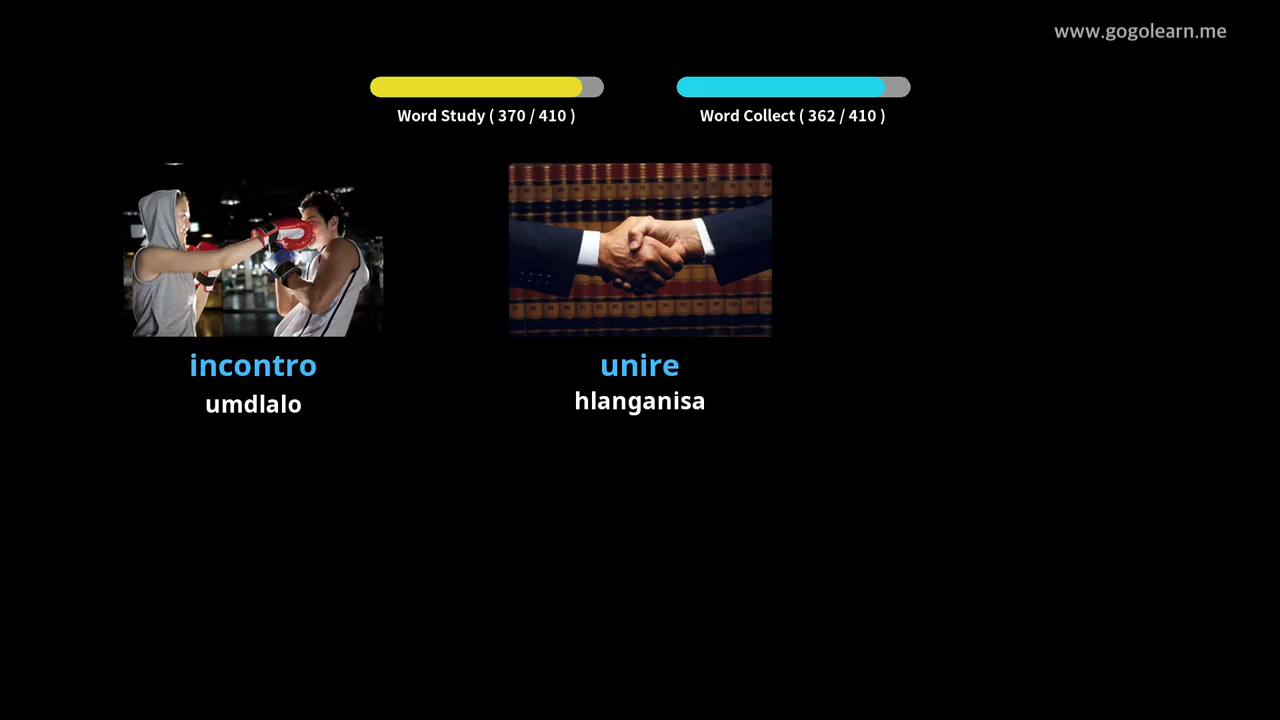 www.gogolearn.me
Word Study ( 370 / 410 )
Word Collect ( 362 / 410 )
incontro
umdlalo
unire
hlanganisa